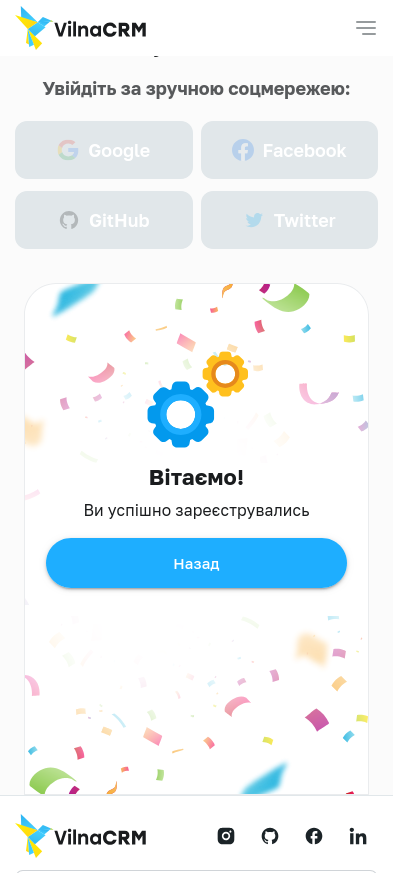 VilnaCRM
Увійдіть за зручною соцмережею:
Google
Facebook
GitHub
Twitter
Вітаємо!
Ви успішно зареєструвались
Назад
VilnaCRM